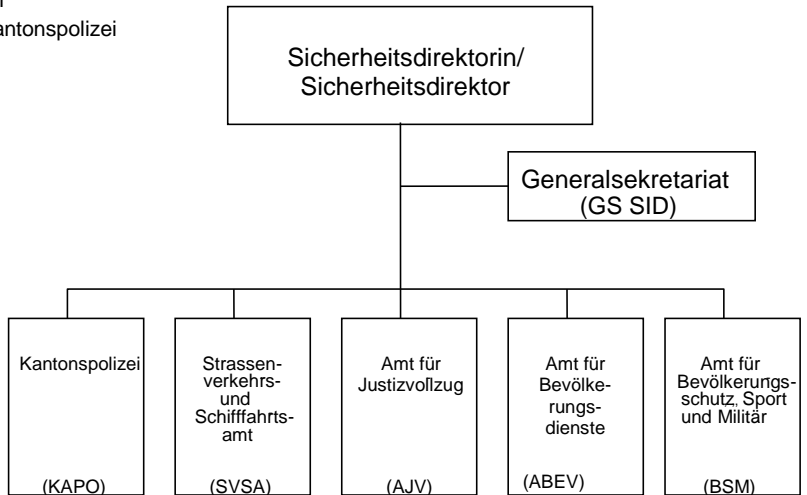 antonspolizei
Sicherheitsdirektorin/
Sicherheitsdirektor
Generalsekretariat
(GS SID)
Kantonspolizei
(KAPO)
Strassen-
verkehrs-
und
Schifffahrts-
amt
(SVSA)
Amt für
Justizvollzug
(AJV)
Amt für
Bevölke-
rungs-
dienste
(ABEV)
Amt für
Bevölkerungs-
schutz, Sport
und Militär
(BSM)